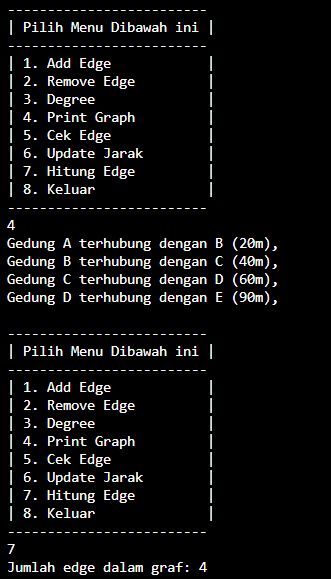 --------------------------
| Pilih Menu Dibawah ini |
--------------------------
| 1. Add Edge            |
| 2. Remove Edge         |
| 3. Degree              |
| 4. Print Graph         |
| 5. Cek Edge            |
| 6. Update Jarak        |
| 7. Hitung Edge         |
| 8. Keluar              |
--------------------------
4
Gedung A terhubung dengan B (20m),
Gedung B terhubung dengan C (40m),
Gedung C terhubung dengan D (60m),
Gedung D terhubung dengan E (90m),
--------------------------
| Pilih Menu Dibawah ini |
--------------------------
| 1. Add Edge            |
| 2. Remove Edge         |
| 3. Degree              |
| 4. Print Graph         |
| 5. Cek Edge            |
| 6. Update Jarak        |
| 7. Hitung Edge         |
| 8. Keluar              |
--------------------------
7
Jumlah edge dalam graf: 4